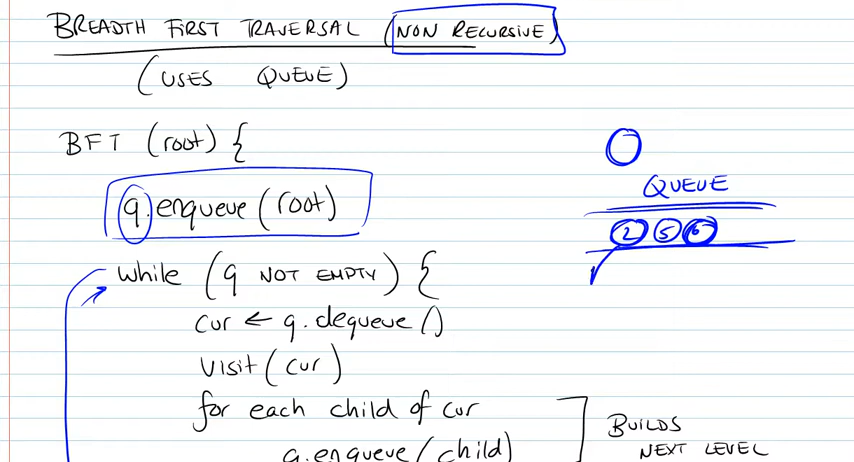 BREADTH FIRST TRAVERSAL (NON RECURSIVE)
(USES QUEUE)
BFT (root) {
q.enqueue(root)
while (q NOT EMPTY) {
cur ← q.dequeue()
visit(cur)
for each child of cur
q.enqueue(child)
BUILDS
NEXT LEVEL
QUEUE
2 5 6